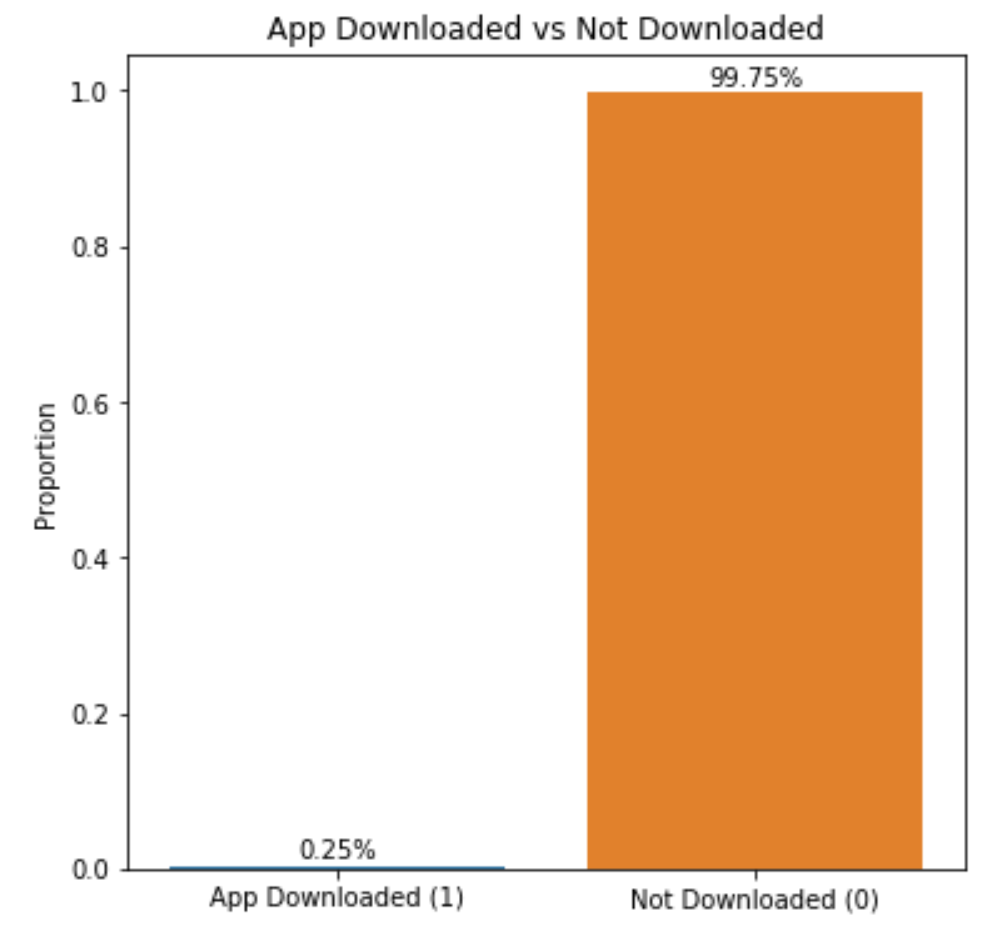 App Downloaded vs Not Downloaded
99.75%
1.0
0.8
0.6
0.4
0.2
0.0
Proportion
0.25%
App Downloaded (1)
Not Downloaded (0)